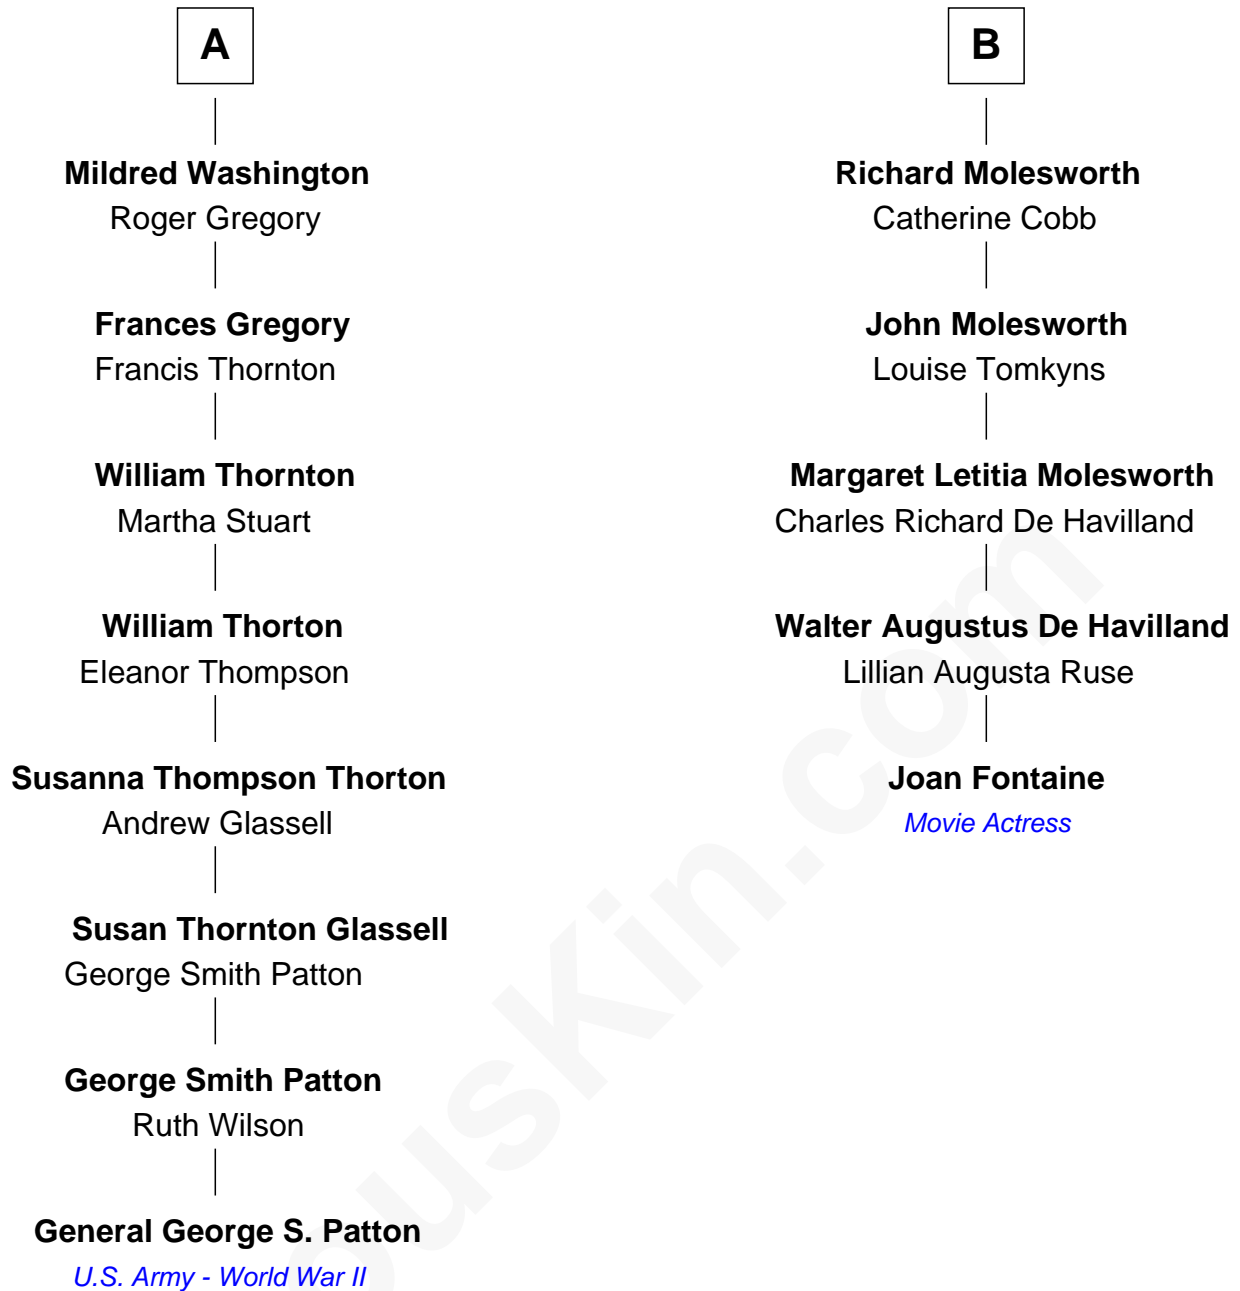 A
Mildred Washington
Roger Gregory
Frances Gregory
Francis Thornton
William Thornton
Martha Stuart
William Thorton
Eleanor Thompson
Susanna Thompson Thorton
Andrew Glassell
Susan Thornton Glassell
George Smith Patton
George Smith Patton
Ruth Wilson
General George S. Patton
U.S. Army - World War II
B
Richard Molesworth
Catherine Cobb
John Molesworth
Louise Tomkyns
Margaret Letitia Molesworth
Charles Richard De Havilland
Walter Augustus De Havilland
Lillian Augusta Ruse
Joan Fontaine
Movie Actress
ousKin.com